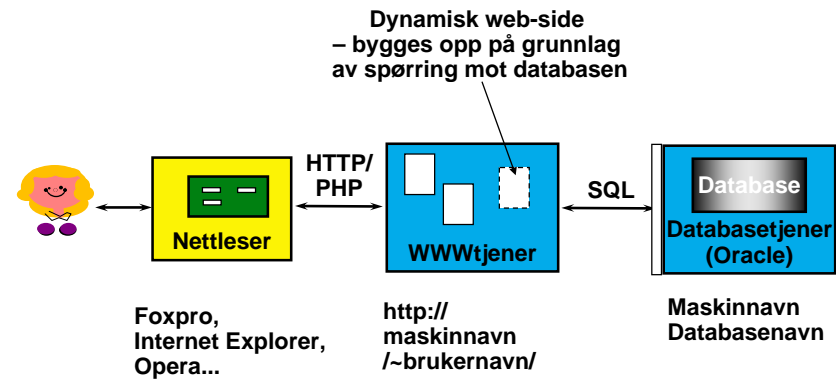 Dynamisk web-side
– bygges opp på grunnlag
av spørring mot databasen
HTTP/
PHP
SQL
Database
Nettleser
WWWtjener
Databasetjener
(Oracle)
Foxpro,
Internet Explorer,
Opera...
http://
maskinnavn
/~brukernavn/
Maskinnavn
Databasenavn